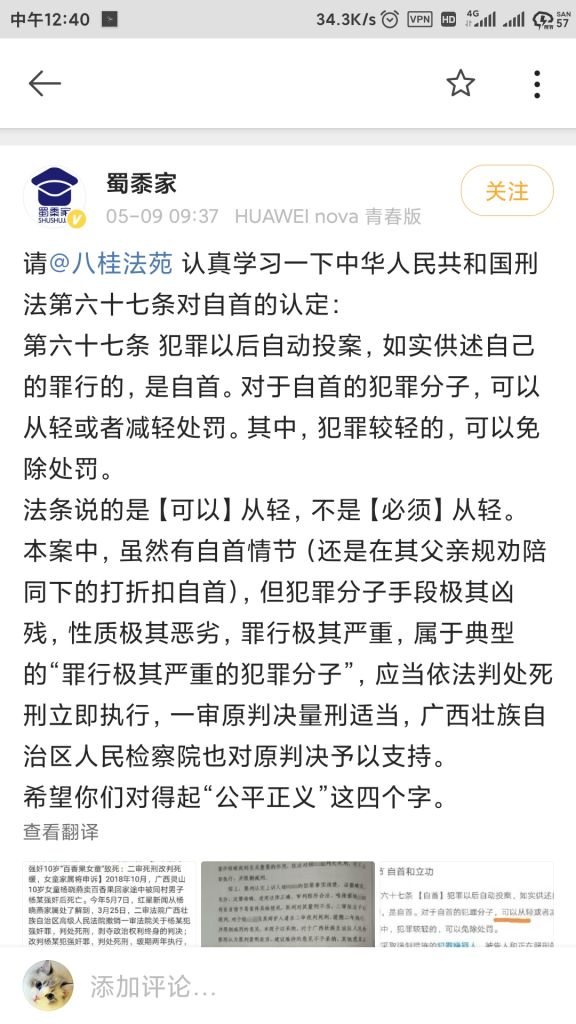 中午12:40 34.3K/s VPN HD 4G SAN 57
蜀黍家
蜀黍家
SHUSHUJIA
05-09 09:37 HUAWEI nova 青春版
关注
请@八桂法苑 认真学习一下中华人民共和国刑
法第六十七条对自首的认定：
第六十七条 犯罪以后自动投案，如实供述自己
的罪行的，是自首。对于自首的犯罪分子，可以
从轻或者减轻处罚。其中，犯罪较轻的，可以免
除处罚。
法条说的是【可以】从轻，不是【必须】从轻。
本案中，虽然有自首情节（还是在其父亲规劝陪
同下的打折扣自首），但犯罪分子手段极其凶
残，性质极其恶劣，罪行极其严重，属于典型
的“罪行极其严重的犯罪分子”，应当依法判处死
刑立即执行，一审原判决量刑适当，广西壮族自
治区人民检察院也对原判决予以支持。
希望你们对得起“公平正义”这四个字。
查看翻译
强奸10岁“百香果女童”致死：二审死刑改判死
缓，女童家属将申诉】2018年10月，广西灵山
10岁女童杨晓燕卖百香果回家途中被同村男子
杨某强奸后死亡。今年5月7日，红星新闻从杨
晓燕家属处了解到，3月25日，二审法院广西壮
族自治区高级人民法院撤销一审法院关于杨某犯
强奸罪，判处死刑，剥夺政治权利终身的判决；
改判杨某犯强奸罪，判处死刑，缓期两年执行，
节 自首和立功
六十七条 【自首】犯罪以后自动投案，如实供述
，是自首。对于自首的犯罪分子，可以从轻或者减
中，犯罪较轻的，可以免除处罚。
添加评论...